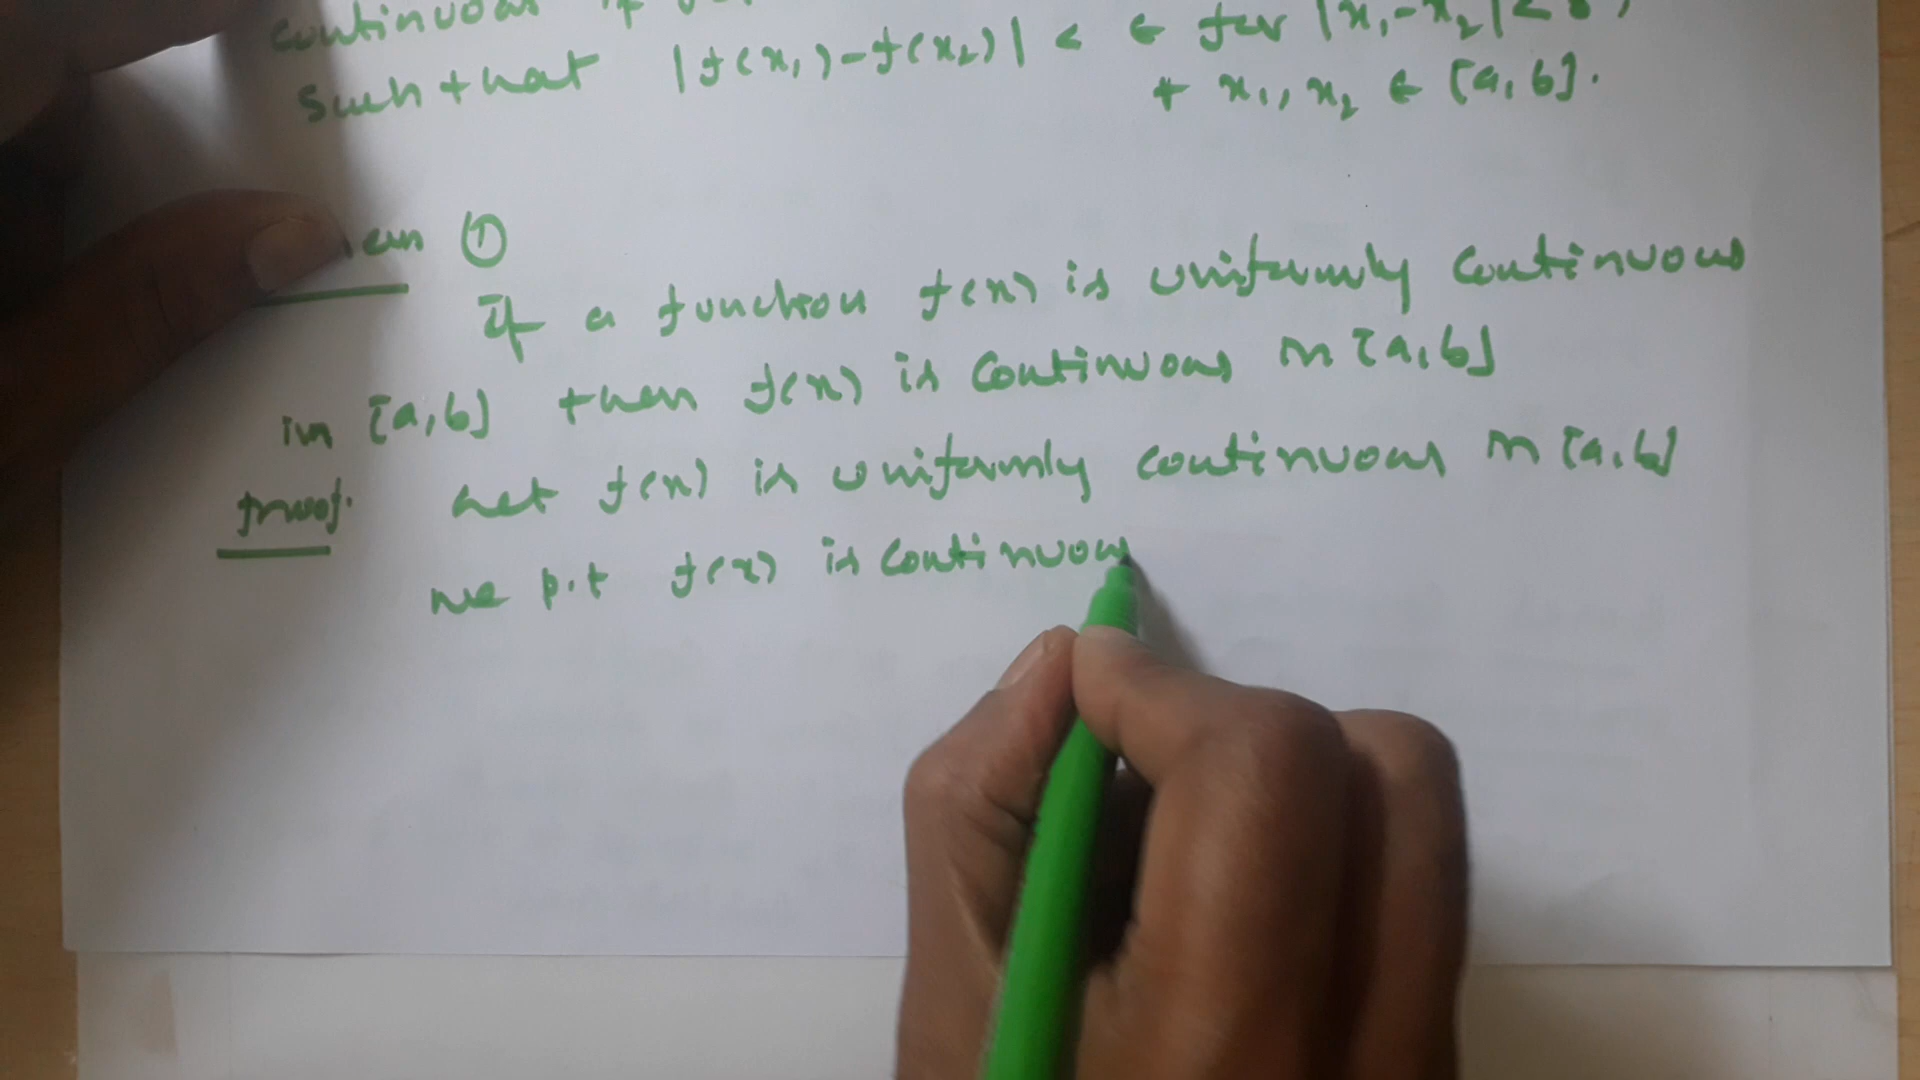 continuous if
Such that |f(x₁)-f(x₂)| < ε for |x₁-x₂|<δ,
∀ x₁, x₂ ∈ [a, b].
①
If a function f(x) is uniformly continuous
in [a, b] then f(x) is continuous in [a, b]
Proof. Let f(x) is uniformly continuous in [a, b]
we p.t f(x) is continuous